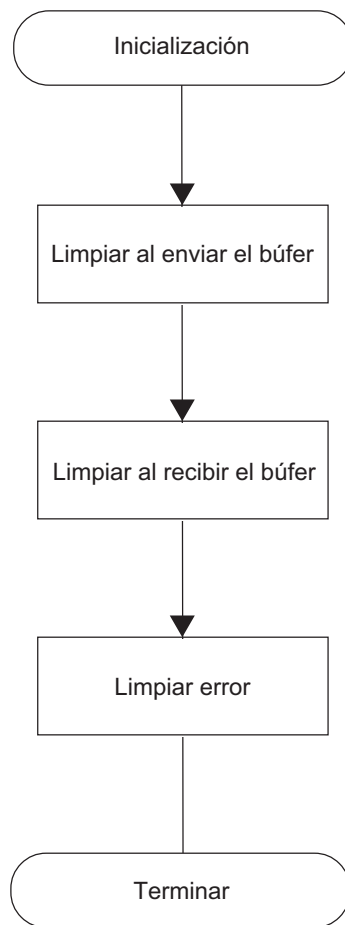 Inicialización
Limpiar al enviar el búfer
Limpiar al recibir el búfer
Limpiar error
Terminar